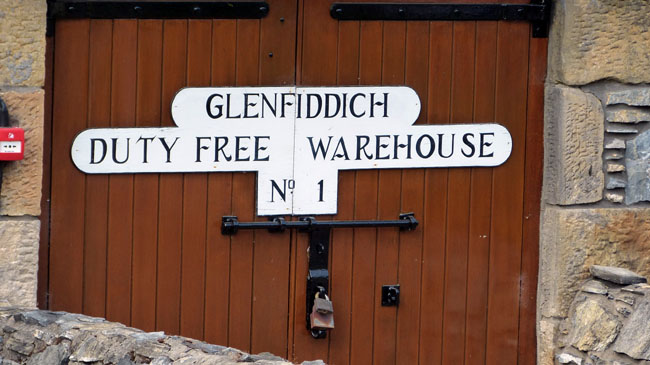 GLENFIDDICH
DUTY FREE WAREHOUSE
Nº 1